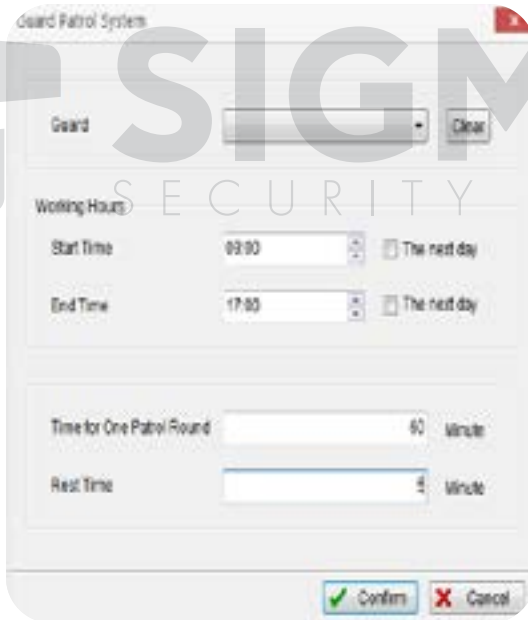 Guard Patrol System
SIGM
SECURITY
Guard
Clear
Working Hours
Start Time 09:00 The next day
End Time 17:00 The next day
Time for One Patrol Round 60 Minute
Rest Time 5 Minute
Confirm Cancel